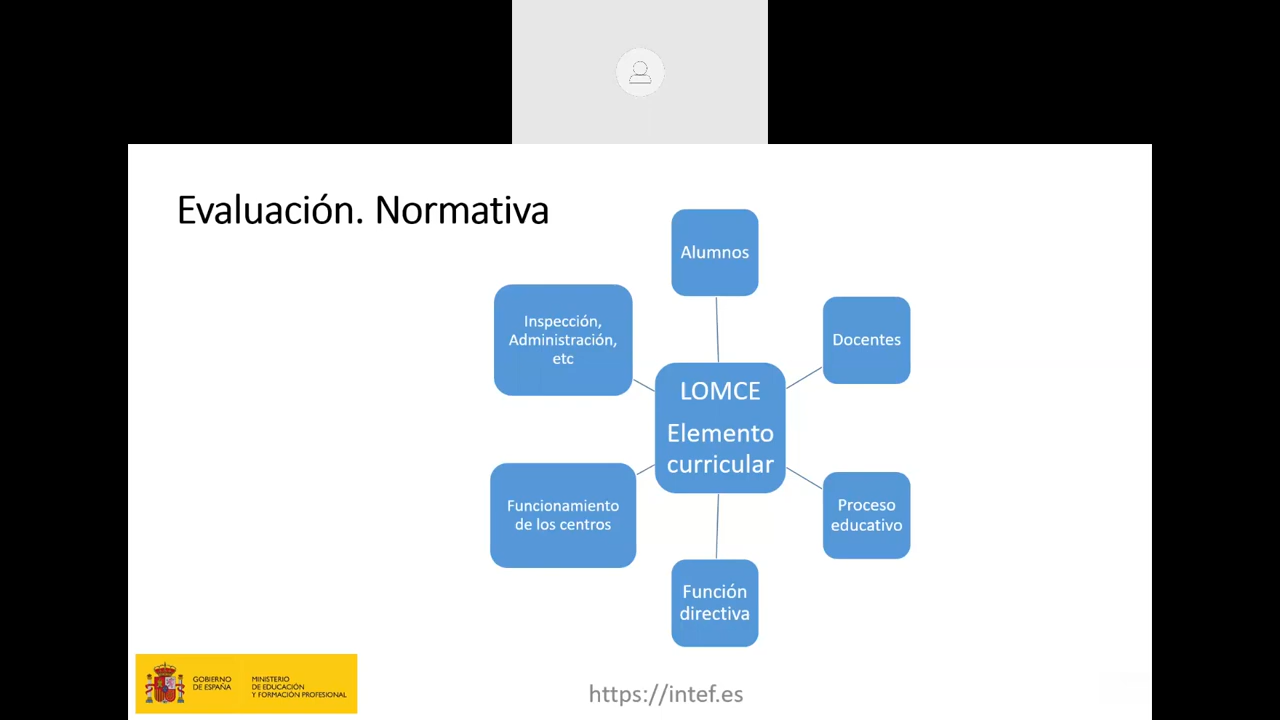 Evaluación. Normativa
Alumnos
Inspección,
Administración,
etc
Docentes
LOMCE
Elemento
curricular
Funcionamiento
de los centros
Proceso
educativo
Función
directiva
GOBIERNO
DE ESPAÑA
MINISTERIO
DE EDUCACIÓN
Y FORMACIÓN PROFESIONAL
https://intef.es